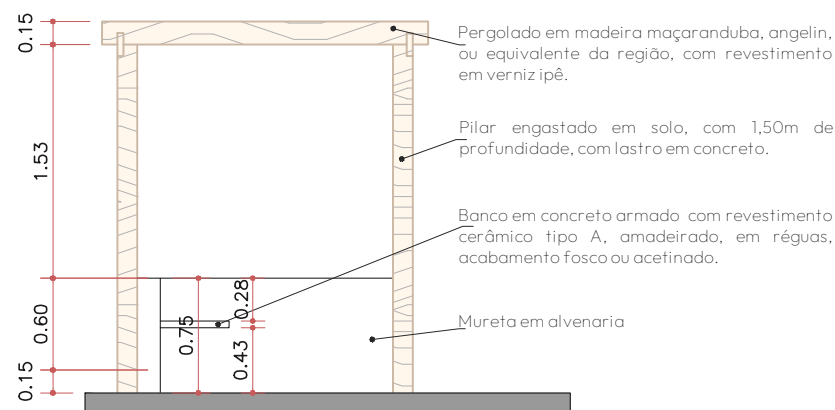 0.15
Pergolado em madeira maçaranduba, angelin,
ou equivalente da região, com revestimento
em verniz ipê.
1.53
Pilar engastado em solo, com 1,50m de
profundidade, com lastro em concreto.
Banco em concreto armado com revestimento
cerâmico tipo A, amadeirado, em réguas,
acabamento fosco ou acetinado.
0.28
0.60
0.75
Mureta em alvenaria
0.43
0.15